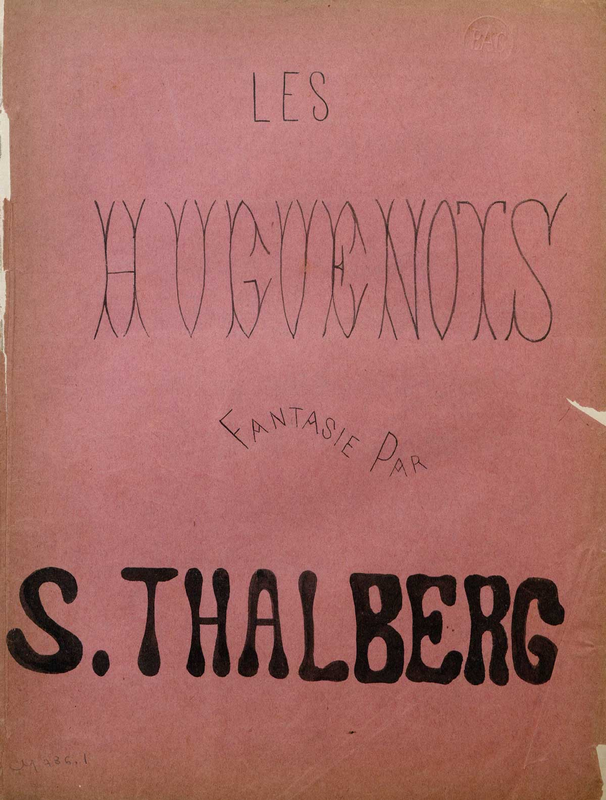 LES
HUGUENOTS
FANTASIE PAR
S. THALBERG